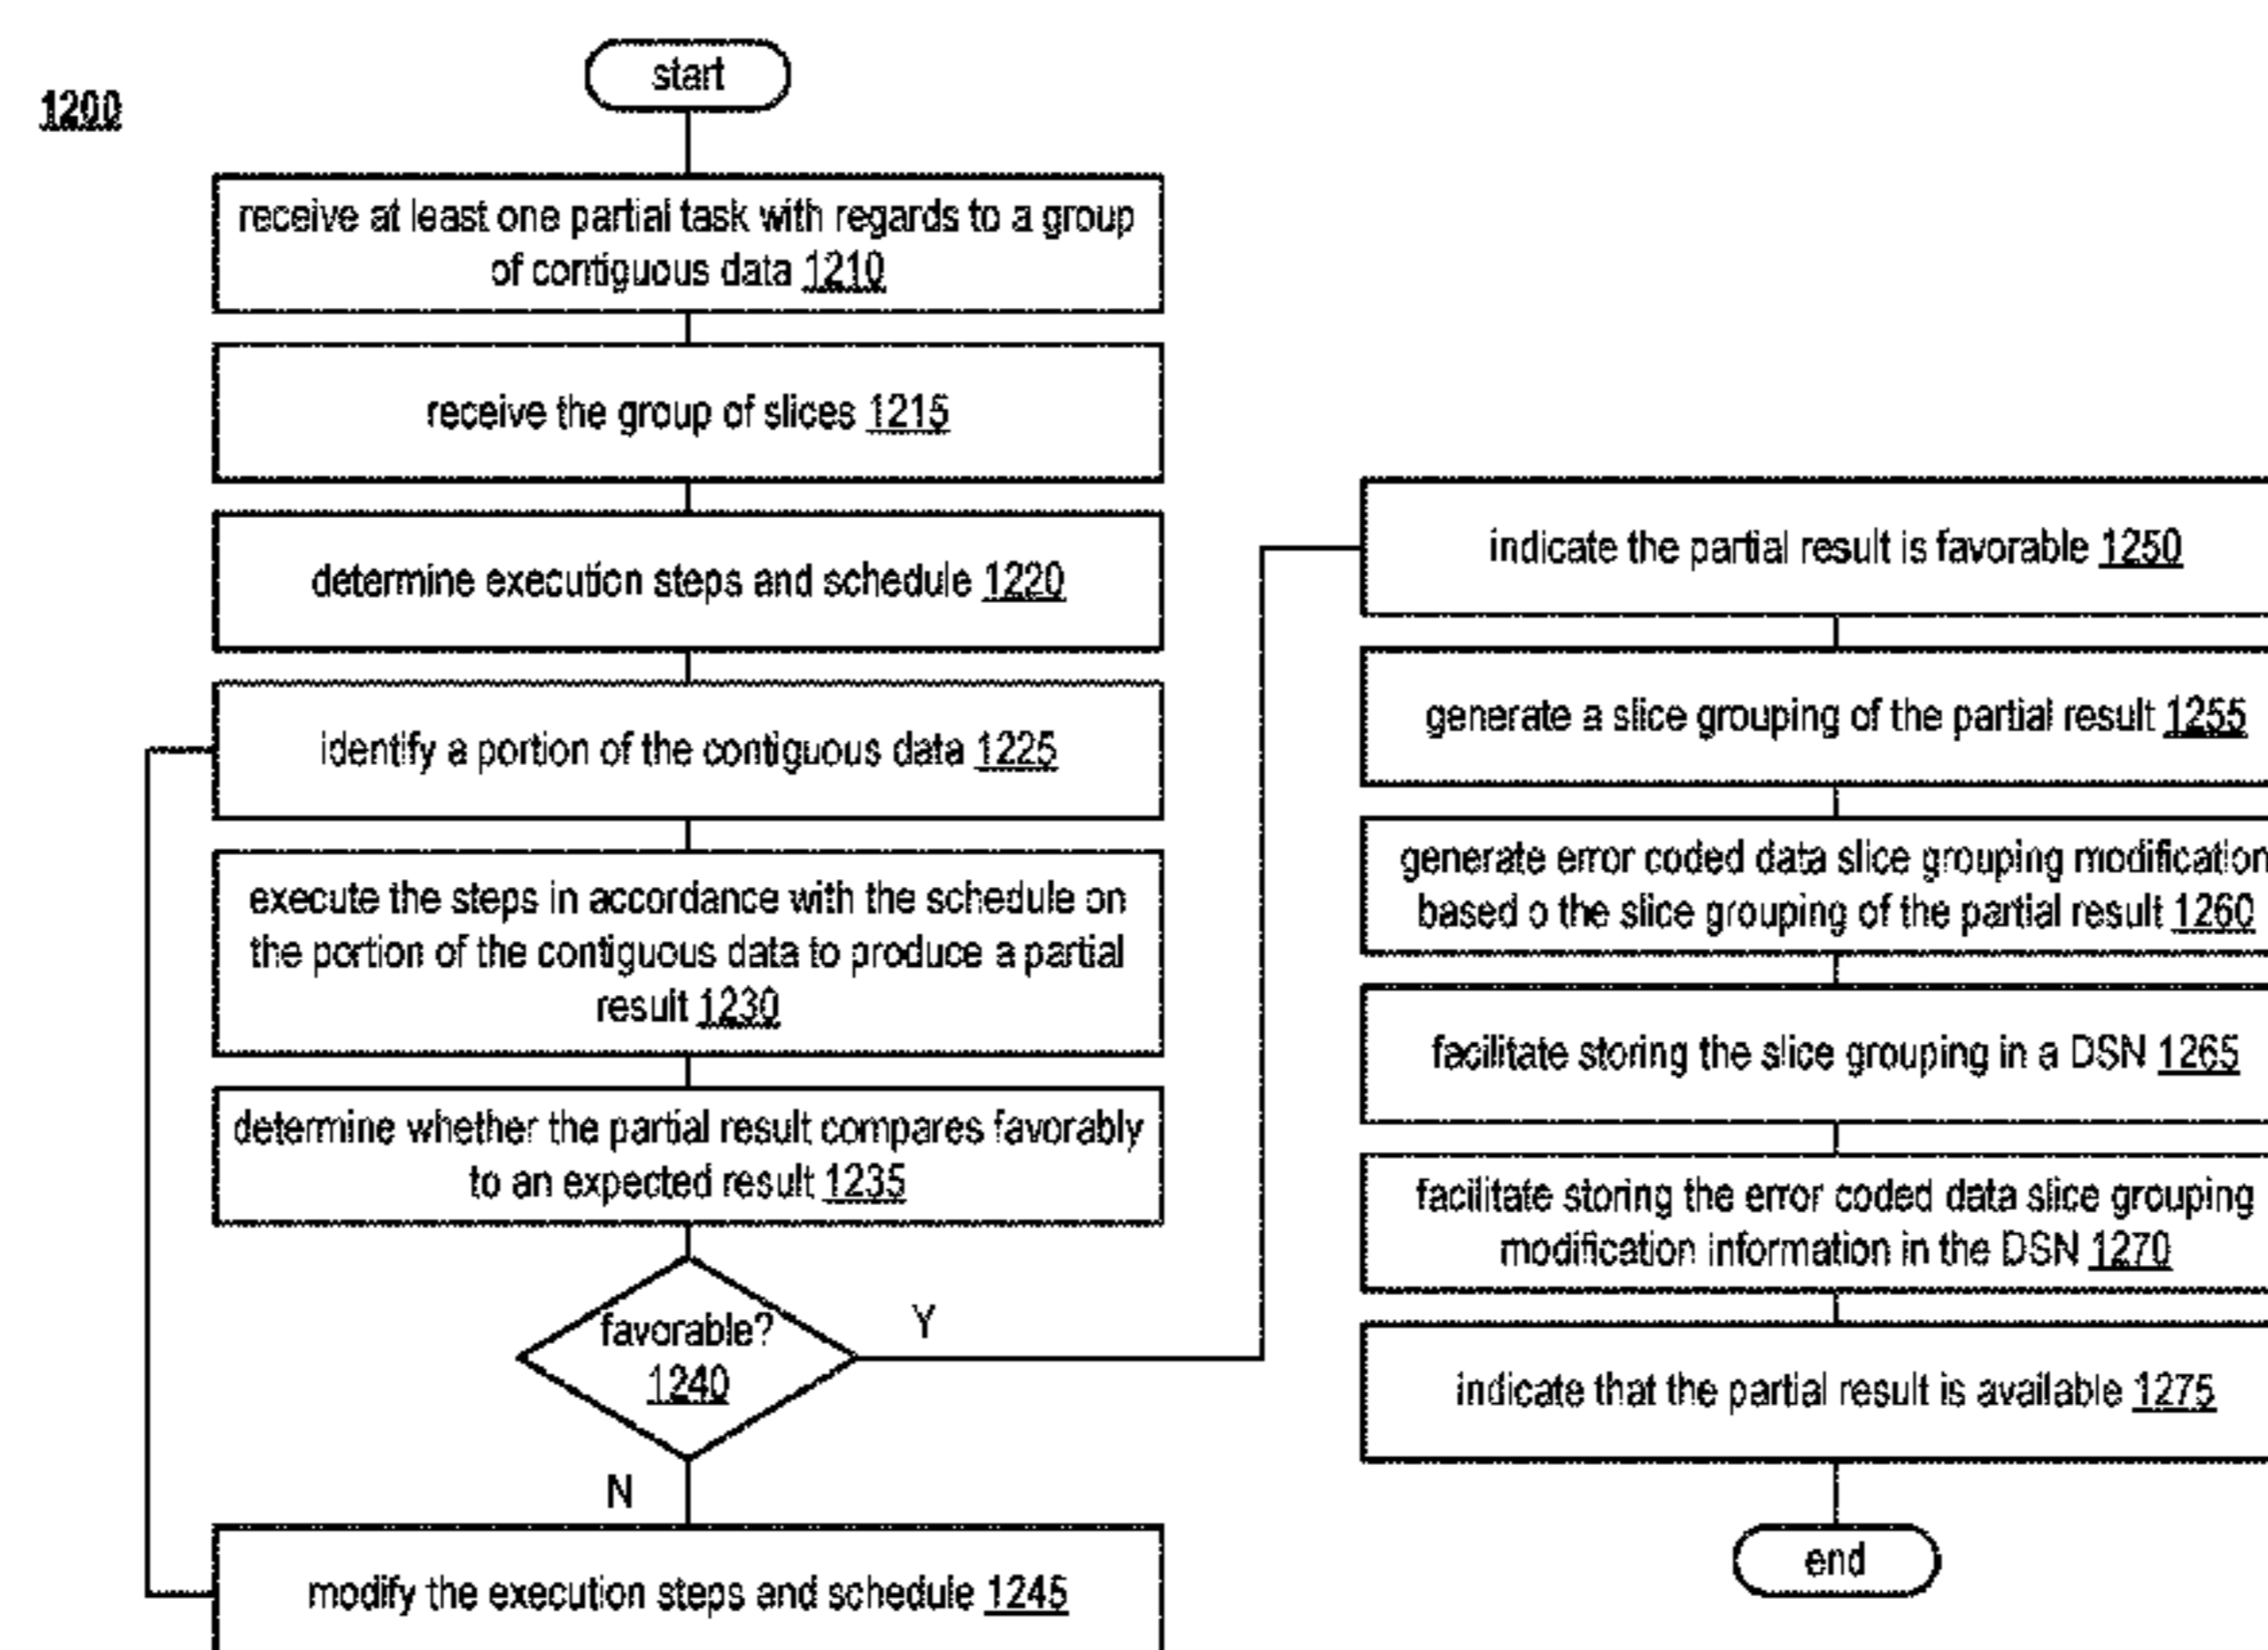 1200
start
receive at least one partial task with regards to a group
of contiguous data 1210
receive the group of slices 1215
determine execution steps and schedule 1220
identify a portion of the contiguous data 1225
execute the steps in accordance with the schedule on
the portion of the contiguous data to produce a partial
result 1230
determine whether the partial result compares favorably
to an expected result 1235
favorable?
1240
Y
N
modify the execution steps and schedule 1245
indicate the partial result is favorable 1250
generate a slice grouping of the partial result 1255
generate error coded data slice grouping modification
based o the slice grouping of the partial result 1260
facilitate storing the slice grouping in a DSN 1265
facilitate storing the error coded data slice grouping
modification information in the DSN 1270
indicate that the partial result is available 1275
end